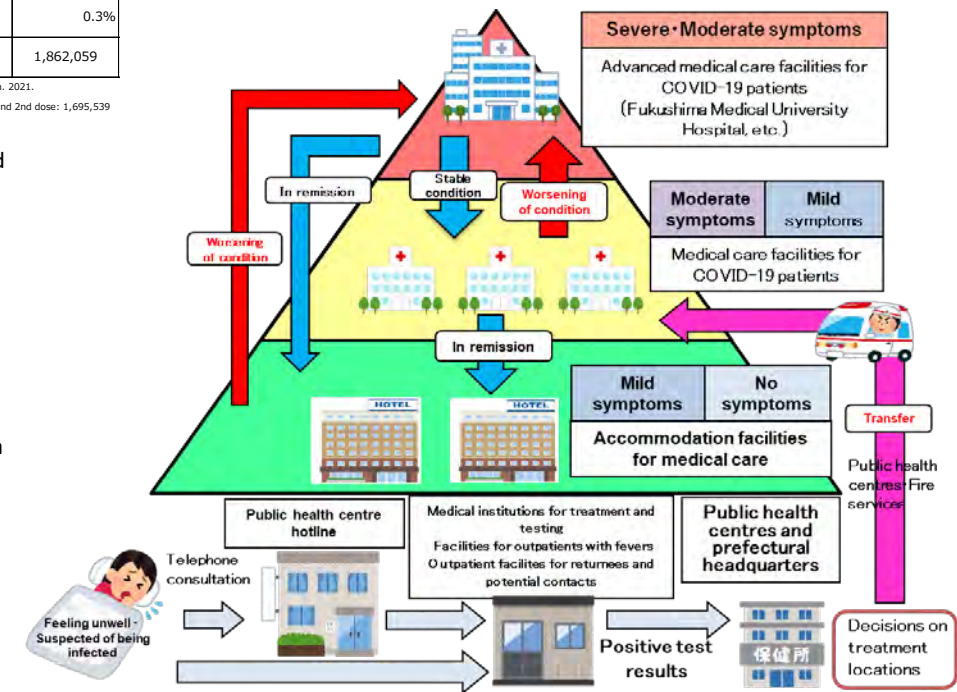 0.3%
1,862,059
n. 2021.
nd 2nd dose: 1,695,539
d
n
Severe・Moderate symptoms
Advanced medical care facilities for
COVID-19 patients
(Fukushima Medical University
Hospital, etc.)
In remission
Stable
condition
Worsening
of condition
Moderate
symptoms
Mild
symptoms
Medical care facilities for
COVID-19 patients
Worsening
of condition
In remission
HOTEL
HOTEL
Mild
symptoms
No
symptoms
Accommodation facilities
for medical care
Transfer
Public health
centres・Fire
services
Public health centre
hotline
Medical institutions for treatment and
testing
Facilities for outpatients with fevers
Outpatient facilites for returnees and
potential contacts
Public health
centres and
prefectural
headquarters
Telephone
consultation
Feeling unwell・
Suspected of being
infected
Positive test
results
保健所
Decisions on
treatment
locations